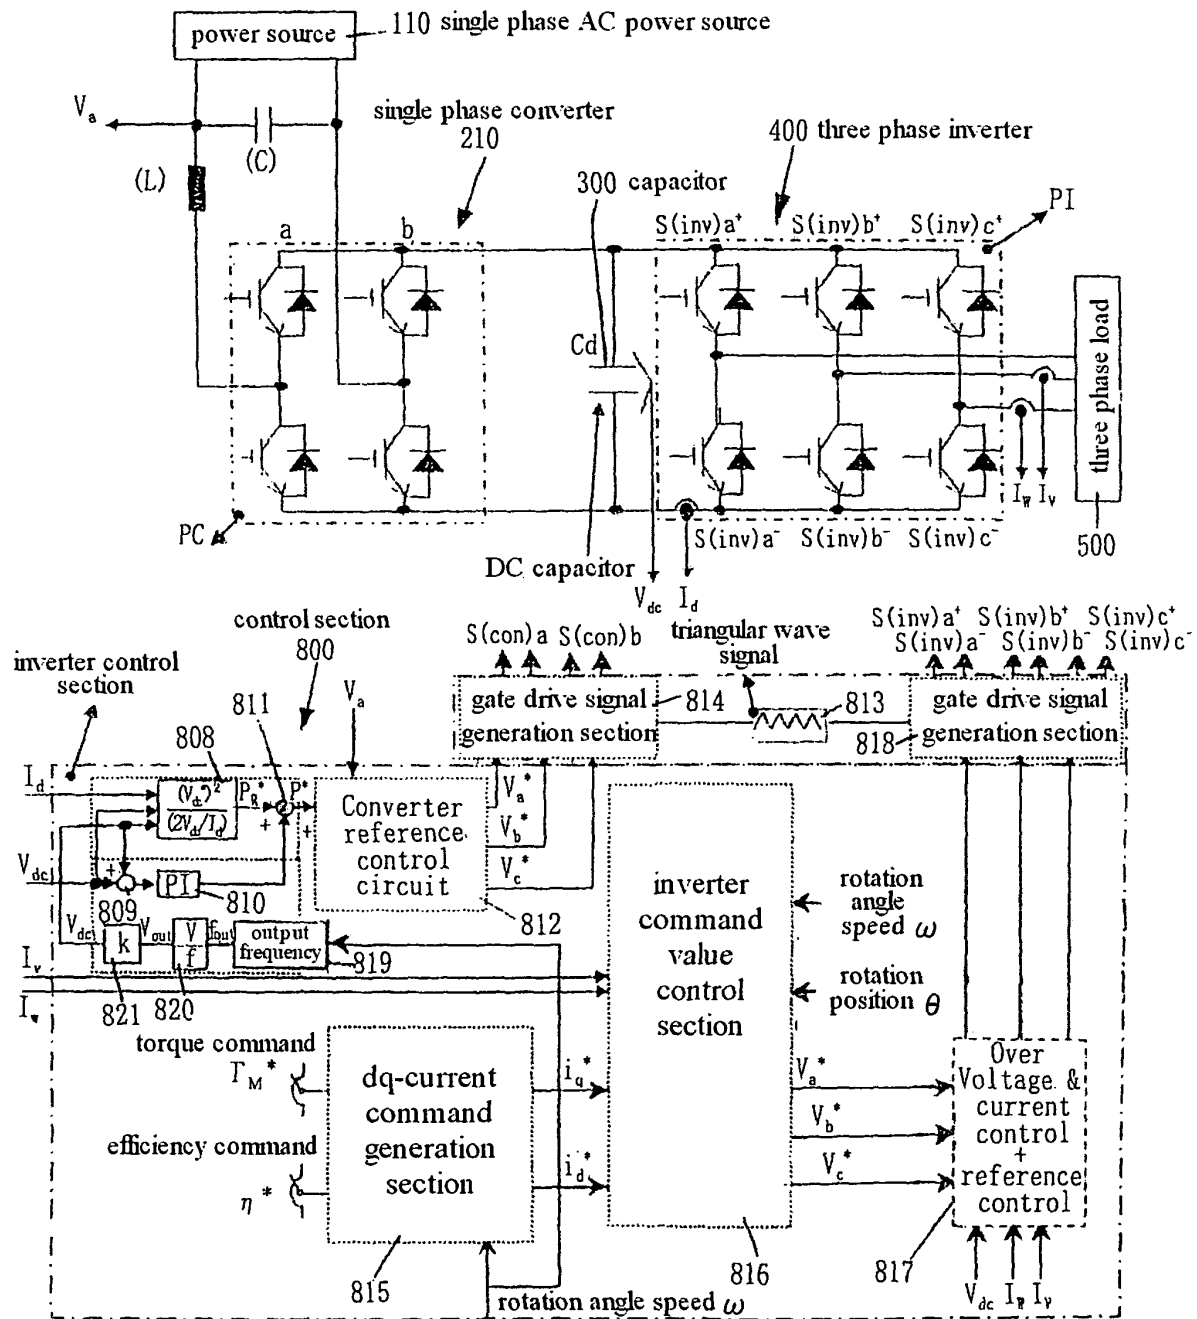 power source
110 single phase AC power source
Va
(C)
(L)
single phase converter
210
400 three phase inverter
300 capacitor
PI
S(inv)a+
S(inv)b+
S(inv)c+
a
b
Cd
three phase load
Iw
Iv
PC
S(inv)a-
S(inv)b-
S(inv)c-
500
DC capacitor
Vdc
Id
control section
800
inverter control
section
S(con)a
S(con)b
triangular wave
signal
S(inv)a+
S(inv)b+
S(inv)c+
S(inv)a-
S(inv)b-
S(inv)c-
811
Va
gate drive signal
generation section
814
813
gate drive signal
generation section
818
808
Id
(Vdc*)2
(2Vdc/Id)
PR*
P*
+
+
Converter
reference
control
circuit
Va*
Vb*
Vc*
Vdc
+
-
PI
809
810
812
Vdc
k
Vout
V
f
fout
output
frequency
819
Iv
Iw
821
820
inverter
command
value
control
section
rotation
angle
speed ω
rotation
position θ
torque command
TM*
efficiency command
η*
dq-current
command
generation
section
iq*
id*
Va*
Vb*
Vc*
Over
Voltage &
current
control
+
reference
control
815
816
817
Vdc
Iw
Iv
rotation angle speed ω